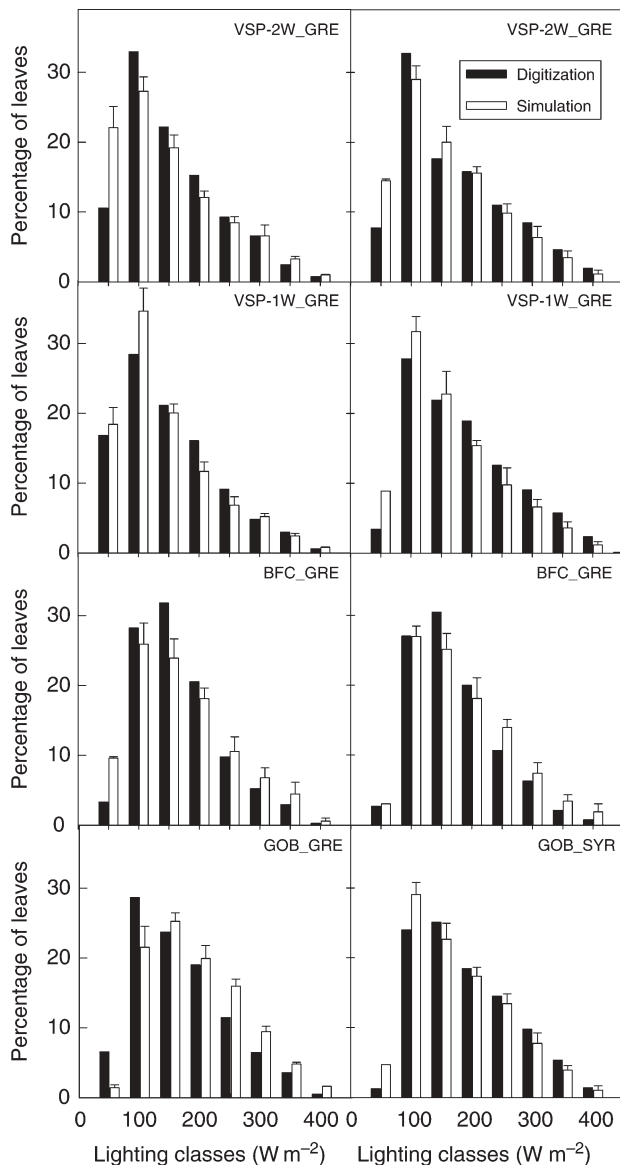 VSP-2W_GRE
VSP-2W_GRE
Digitization
Simulation
Percentage of leaves
30
20
10
0
VSP-1W_GRE
VSP-1W_GRE
Percentage of leaves
30
20
10
0
BFC_GRE
BFC_GRE
Percentage of leaves
30
20
10
0
GOB_GRE
GOB_SYR
Percentage of leaves
30
20
10
0
0 100 200 300 400 0 100 200 300 400
Lighting classes (W m⁻²) Lighting classes (W m⁻²)